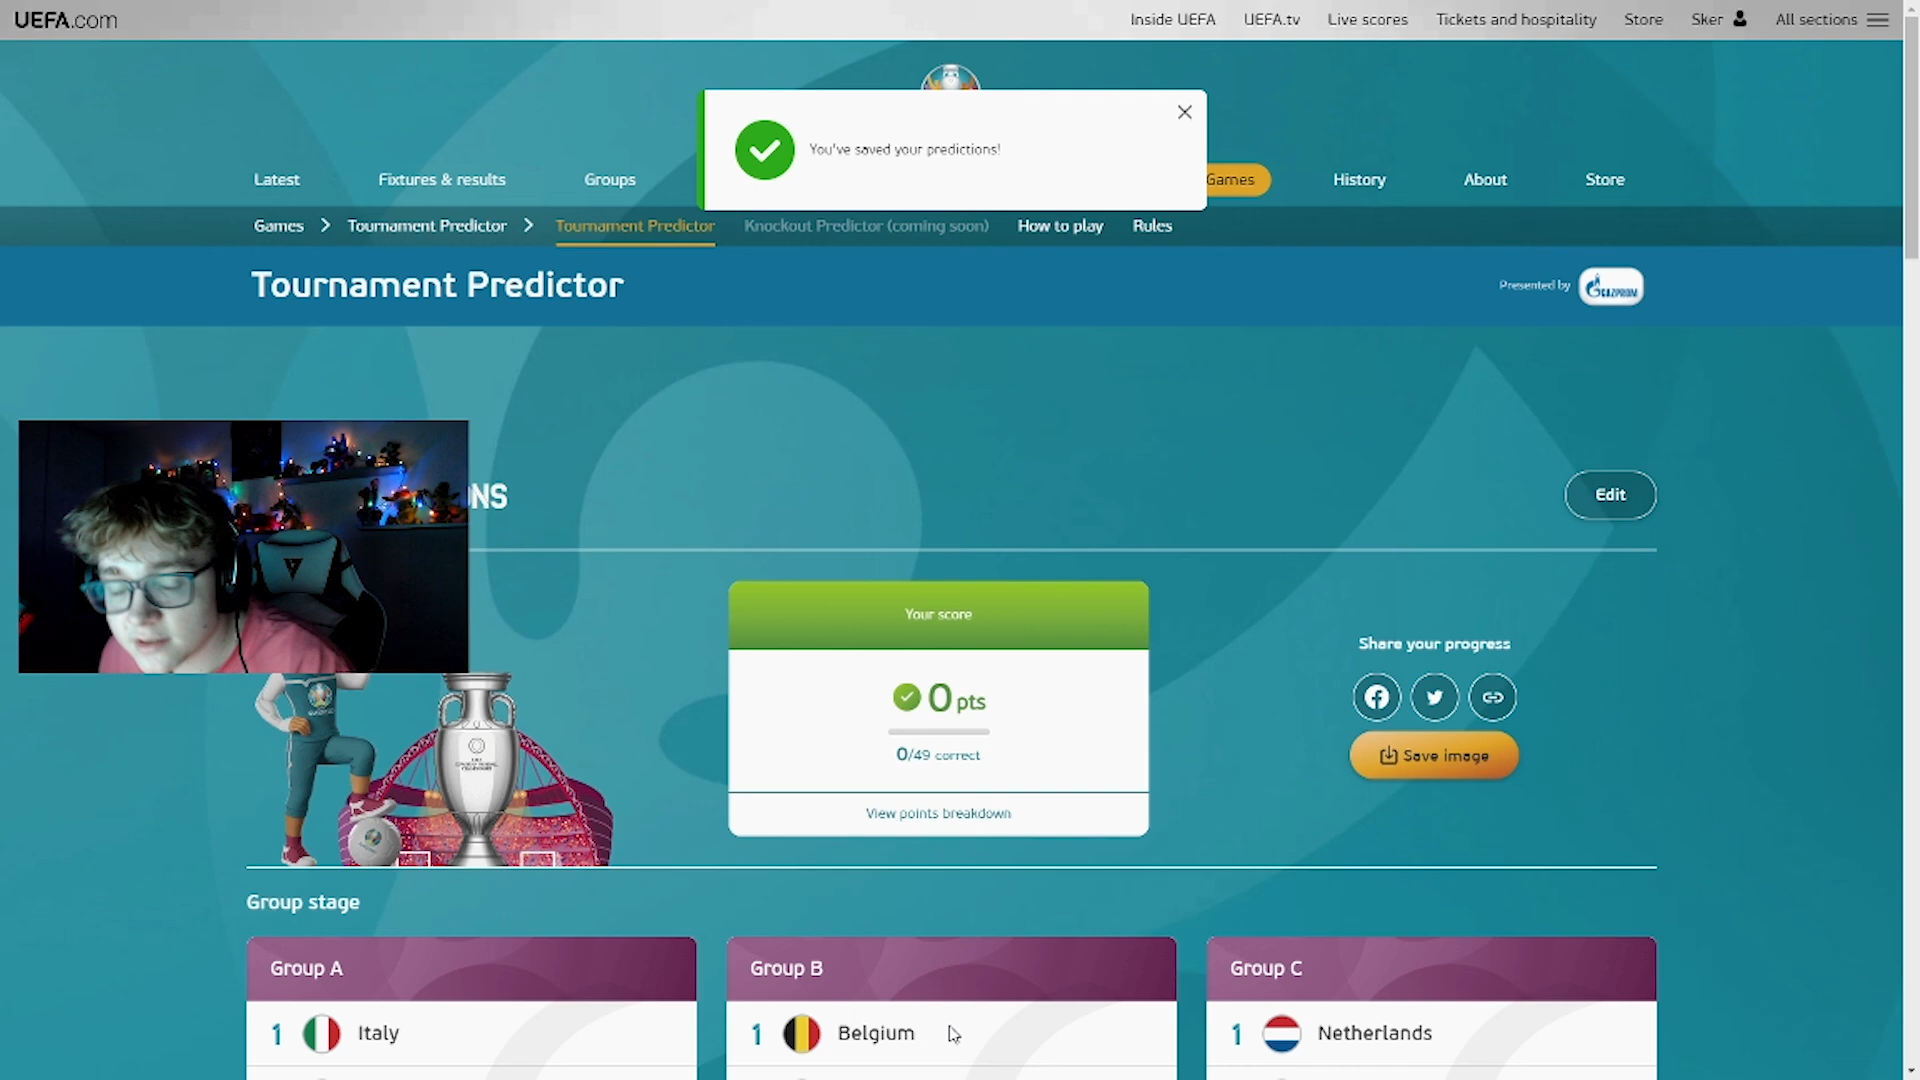 UEFA.com
Inside UEFA
UEFA.tv
Live scores
Tickets and hospitality
Store
Sker
All sections
You've saved your predictions!
Latest
Fixtures & results
Groups
Games
History
About
Store
Games
Tournament Predictor
Tournament Predictor
Knockout Predictor (coming soon)
How to play
Rules
Tournament Predictor
Presented by
GAZPROM
NS
Edit
Your score
0 pts
0/49 correct
View points breakdown
Share your progress
Save image
Group stage
Group A
1 Italy
Group B
1 Belgium
Group C
1 Netherlands